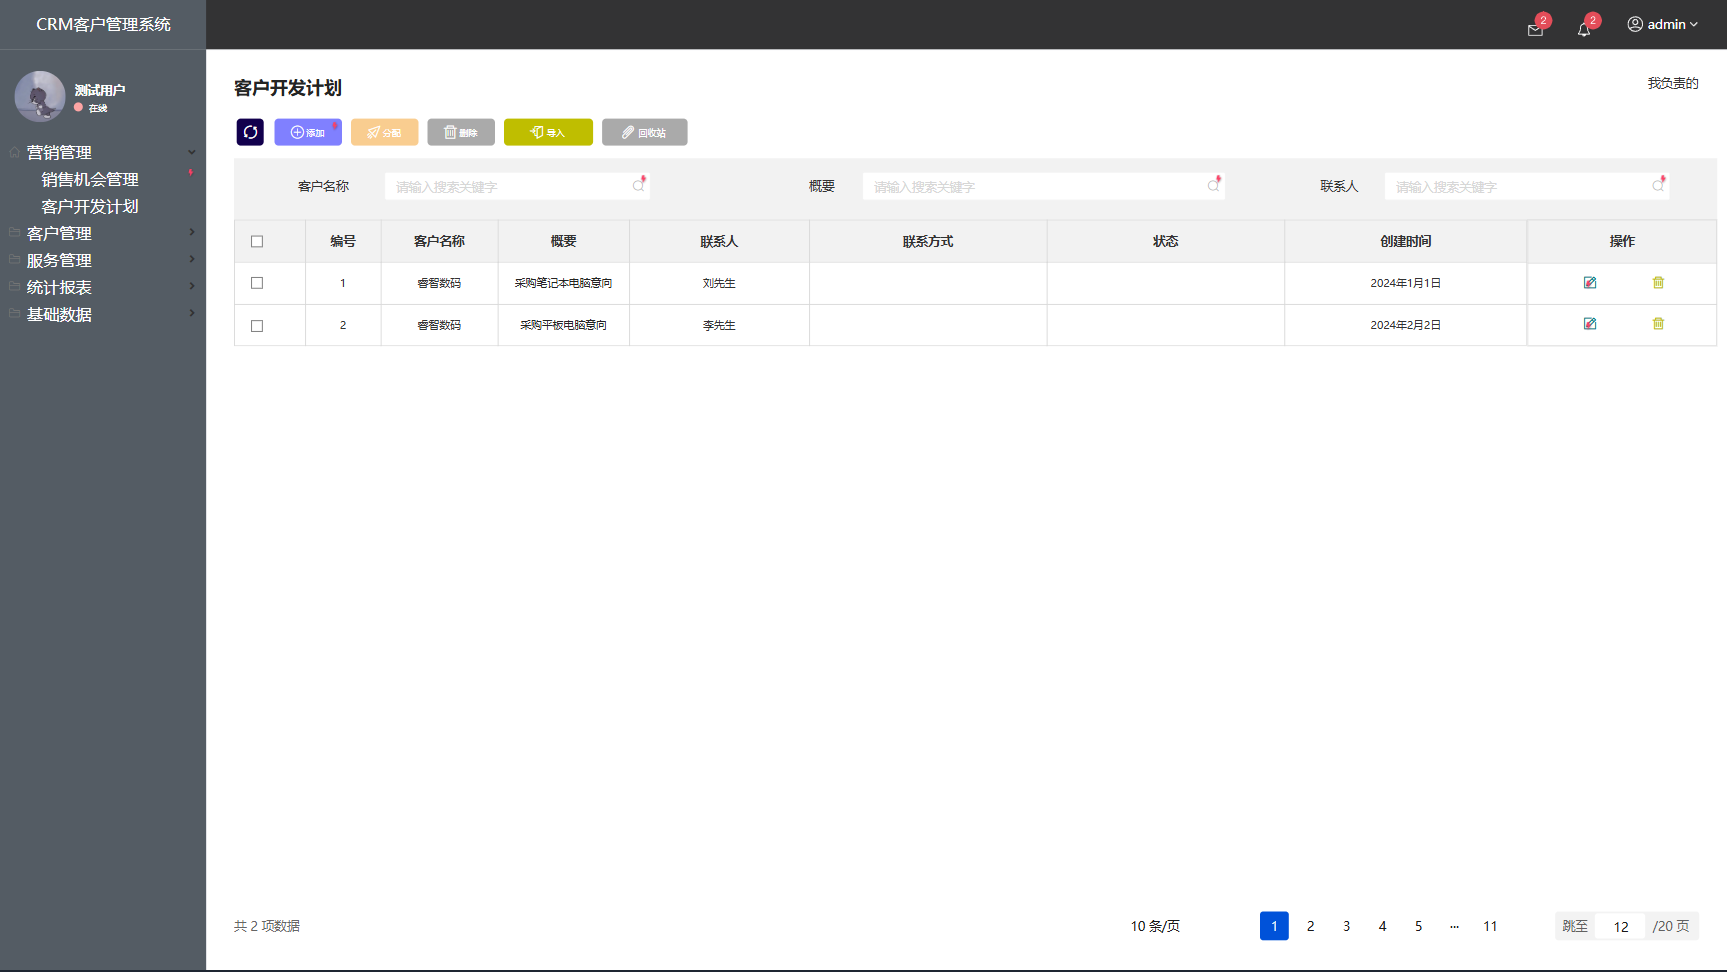 CRM客户管理系统
2
2
admin
测试用户
在线
营销管理
销售机会管理
客户开发计划
客户管理
服务管理
统计报表
基础数据
客户开发计划
我负责的
添加
分配
删除
导入
回收站
客户名称
请输入搜索关键字
概要
请输入搜索关键字
联系人
请输入搜索关键字
编号 客户名称 概要 联系人 联系方式 状态 创建时间 操作
1 睿智数码 采购笔记本电脑意向 刘先生 2024年1月1日
2 睿智数码 采购平板电脑意向 李先生 2024年2月2日
共 2 项数据
10 条/页
1 2 3 4 5 ··· 11
跳至 12 /20 页